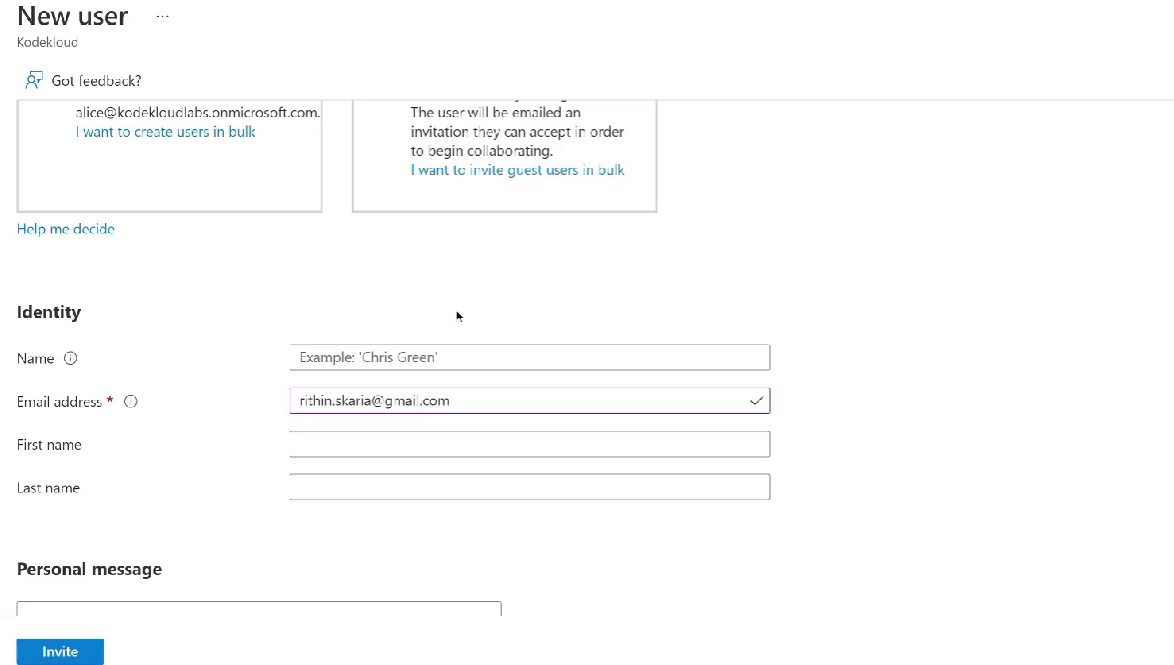 New user ...
Kodekloud
Got feedback?
alice@kodekloudlabs.onmicrosoft.com.
I want to create users in bulk
The user will be emailed an
invitation they can accept in order
to begin collaborating.
I want to invite guest users in bulk
Help me decide
Identity
Name
Example: 'Chris Green'
Email address *
rithin.skaria@gmail.com
First name
Last name
Personal message
Invite